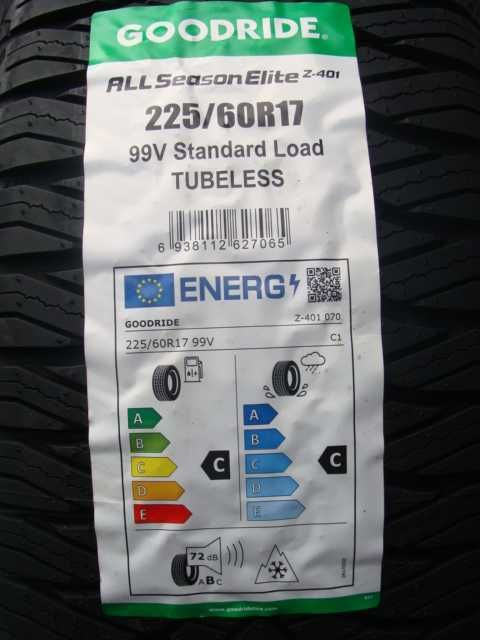 GOODRIDE®
ALL Season Elite Z-401
225/60R17
99V Standard Load
TUBELESS
6 938112 627065
ENERG
GOODRIDE Z-401 070
225/60R17 99V C1
A A
B B
C C C C
D D
E E
72 dB
ABC
www.goodridetire.com